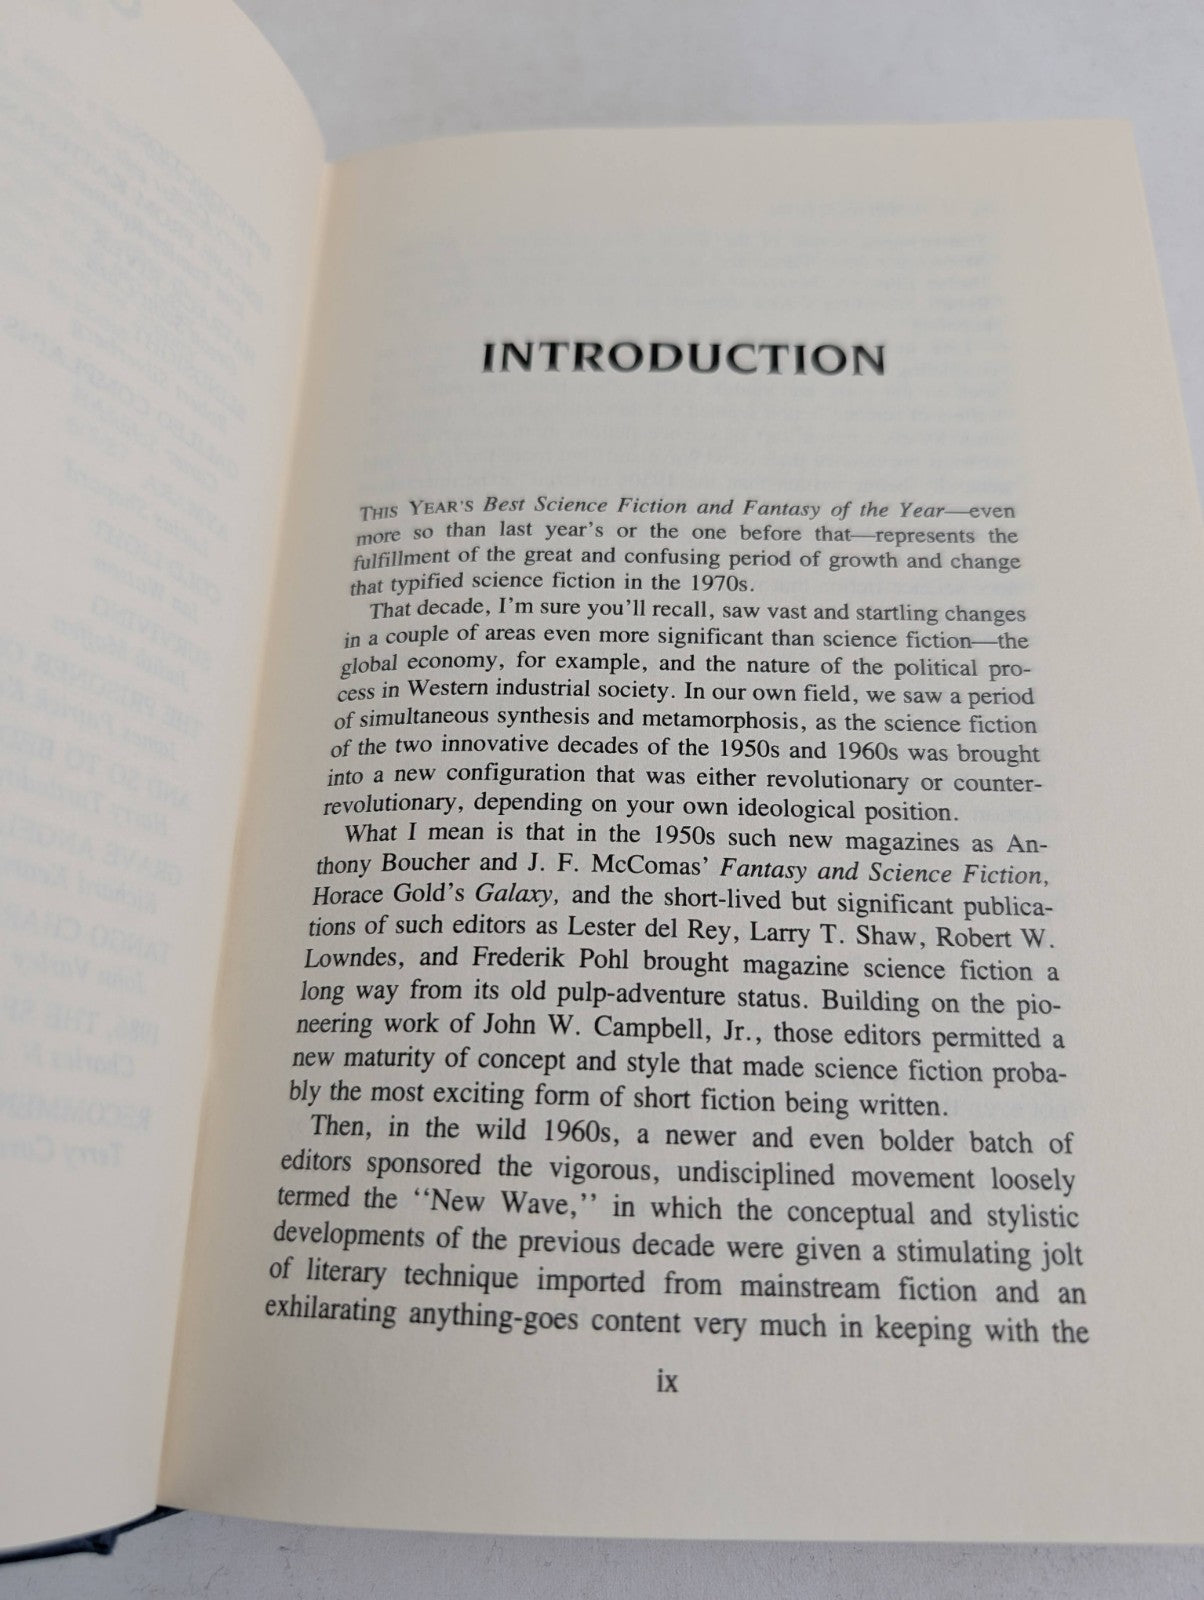 INTRODUCTION
THIS YEAR'S Best Science Fiction and Fantasy of the Year—even
more so than last year's or the one before that—represents the
fulfillment of the great and confusing period of growth and change
that typified science fiction in the 1970s.
That decade, I'm sure you'll recall, saw vast and startling changes
in a couple of areas even more significant than science fiction—the
global economy, for example, and the nature of the political pro-
cess in Western industrial society. In our own field, we saw a period
of simultaneous synthesis and metamorphosis, as the science fiction
of the two innovative decades of the 1950s and 1960s was brought
into a new configuration that was either revolutionary or counter-
revolutionary, depending on your own ideological position.
What I mean is that in the 1950s such new magazines as An-
thony Boucher and J. F. McComas' Fantasy and Science Fiction,
Horace Gold's Galaxy, and the short-lived but significant publica-
tions of such editors as Lester del Rey, Larry T. Shaw, Robert W.
Lowndes, and Frederik Pohl brought magazine science fiction a
long way from its old pulp-adventure status. Building on the pio-
neering work of John W. Campbell, Jr., those editors permitted a
new maturity of concept and style that made science fiction proba-
bly the most exciting form of short fiction being written.
Then, in the wild 1960s, a newer and even bolder batch of
editors sponsored the vigorous, undisciplined movement loosely
termed the "New Wave," in which the conceptual and stylistic
developments of the previous decade were given a stimulating jolt
of literary technique imported from mainstream fiction and an
exhilarating anything-goes content very much in keeping with the
ix